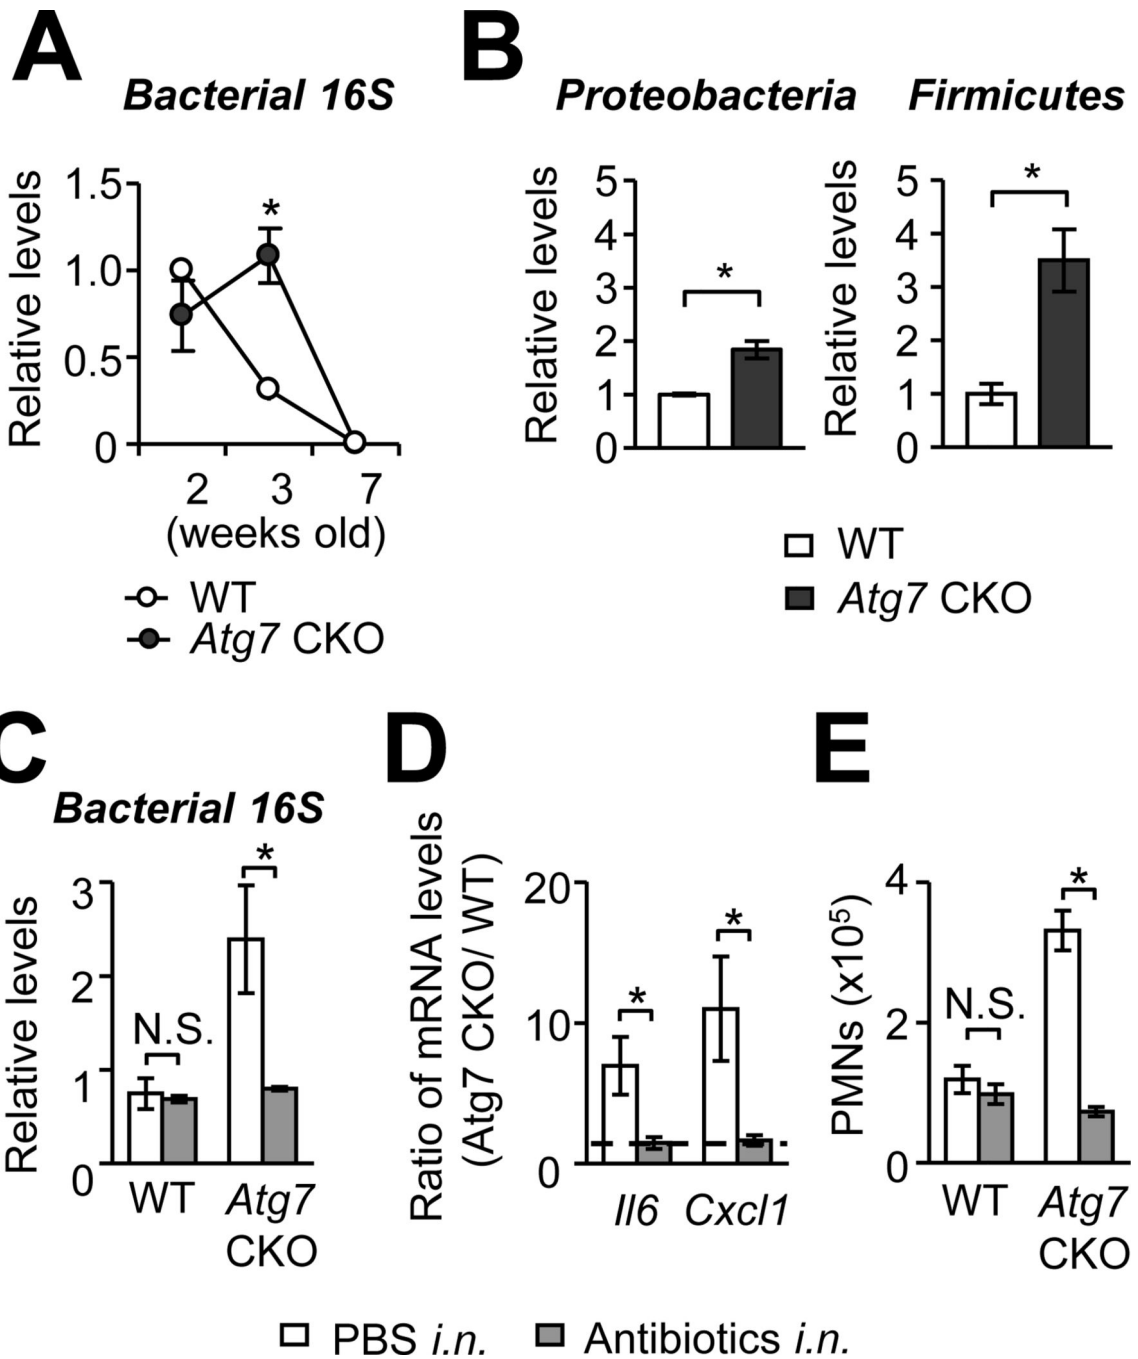 A
Bacterial 16S
Relative levels
1.5
1.0
0.5
0
*
2 3 7
(weeks old)
WT
Atg7 CKO
B
Proteobacteria
Relative levels
5
4
3
2
1
0
*
Firmicutes
Relative levels
5
4
3
2
1
0
*
WT
Atg7 CKO
C
Bacterial 16S
Relative levels
3
2
1
0
N.S.
*
WT
Atg7
CKO
D
Ratio of mRNA levels
(Atg7 CKO/ WT)
20
10
0
*
*
Il6 Cxcl1
E
PMNs (x10⁵)
4
2
0
N.S.
*
WT
Atg7
CKO
PBS i.n.
Antibiotics i.n.